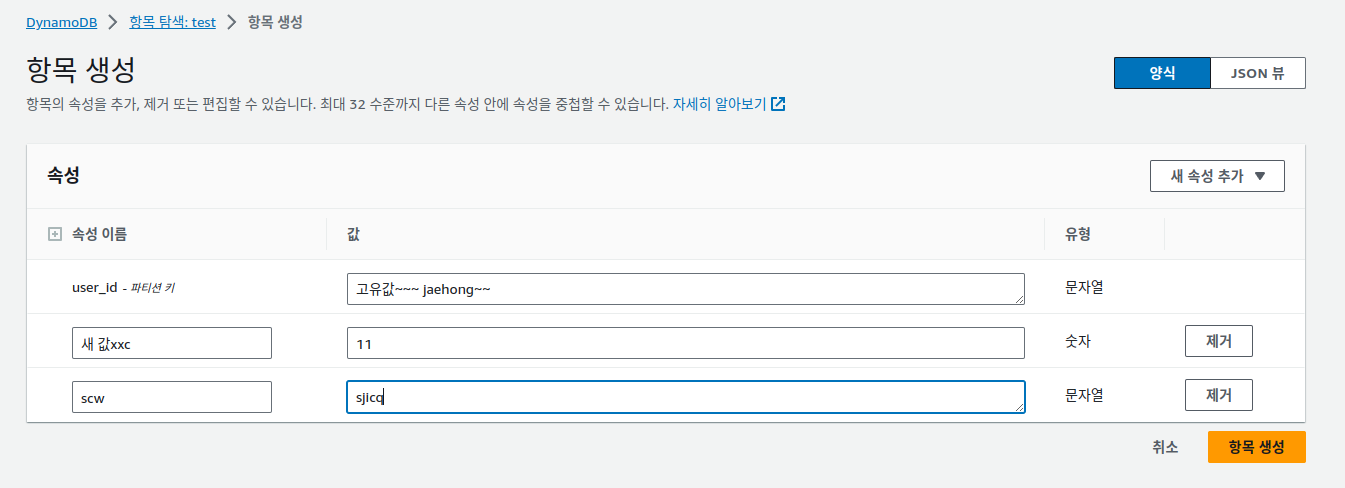 DynamoDB > 항목 탐색: test > 항목 생성
항목 생성
양식 JSON 뷰
항목의 속성을 추가, 제거 또는 편집할 수 있습니다. 최대 32 수준까지 다른 속성 안에 속성을 중첩할 수 있습니다. 자세히 알아보기
속성
새 속성 추가 ▼
속성 이름 값 유형
user_id - 파티션 키 고유값~~~ jaehong~~ 문자열
새 값xxc 11 숫자 제거
scw sjicq 문자열 제거
취소 항목 생성